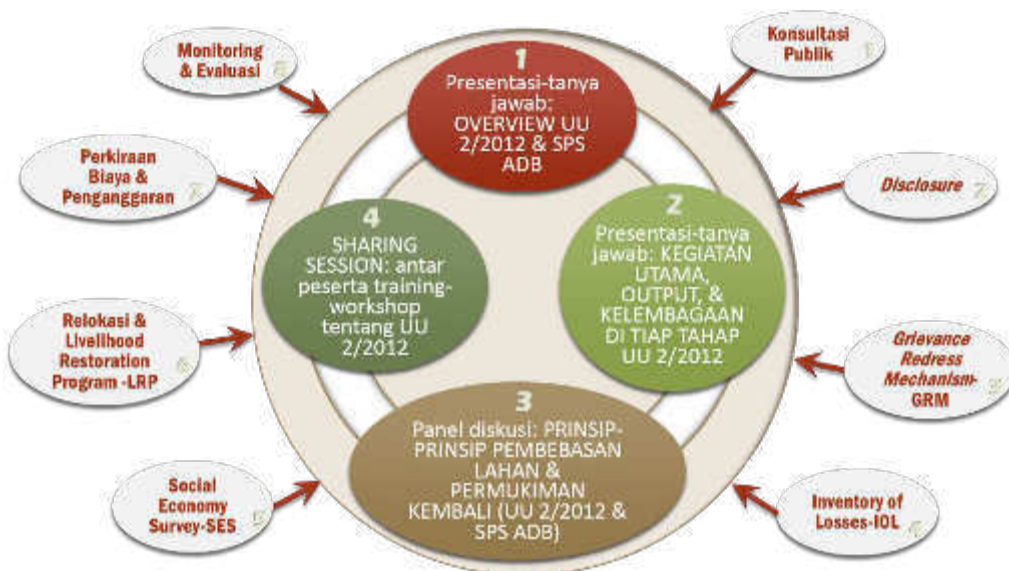 1
Presentasi-tanya
jawab:
OVERVIEW UU
2/2012 & SPS
ADB
2
Presentasi-tanya
jawab: KEGIATAN
UTAMA,
OUTPUT, &
KELEMBAGAAN
DI TIAP TAHAP
UU 2/2012
3
Panel diskusi: PRINSIP-
PRINSIP PEMBEBASAN
LAHAN &
PERMUKIMAN
KEMBALI (UU 2/2012 &
SPS ADB)
4
SHARING
SESSION: antar
peserta training-
workshop
tentang UU
2/2012
Konsultasi
Publik
Disclosure
Grievance
Redress
Mechanism-
GRM
Inventory of
Losses-IOL
Social
Economy
Survey-SES
Relokasi &
Livelihood
Restoration
Program -LRP
Perkiraan
Biaya &
Penganggaran
Monitoring
& Evaluasi